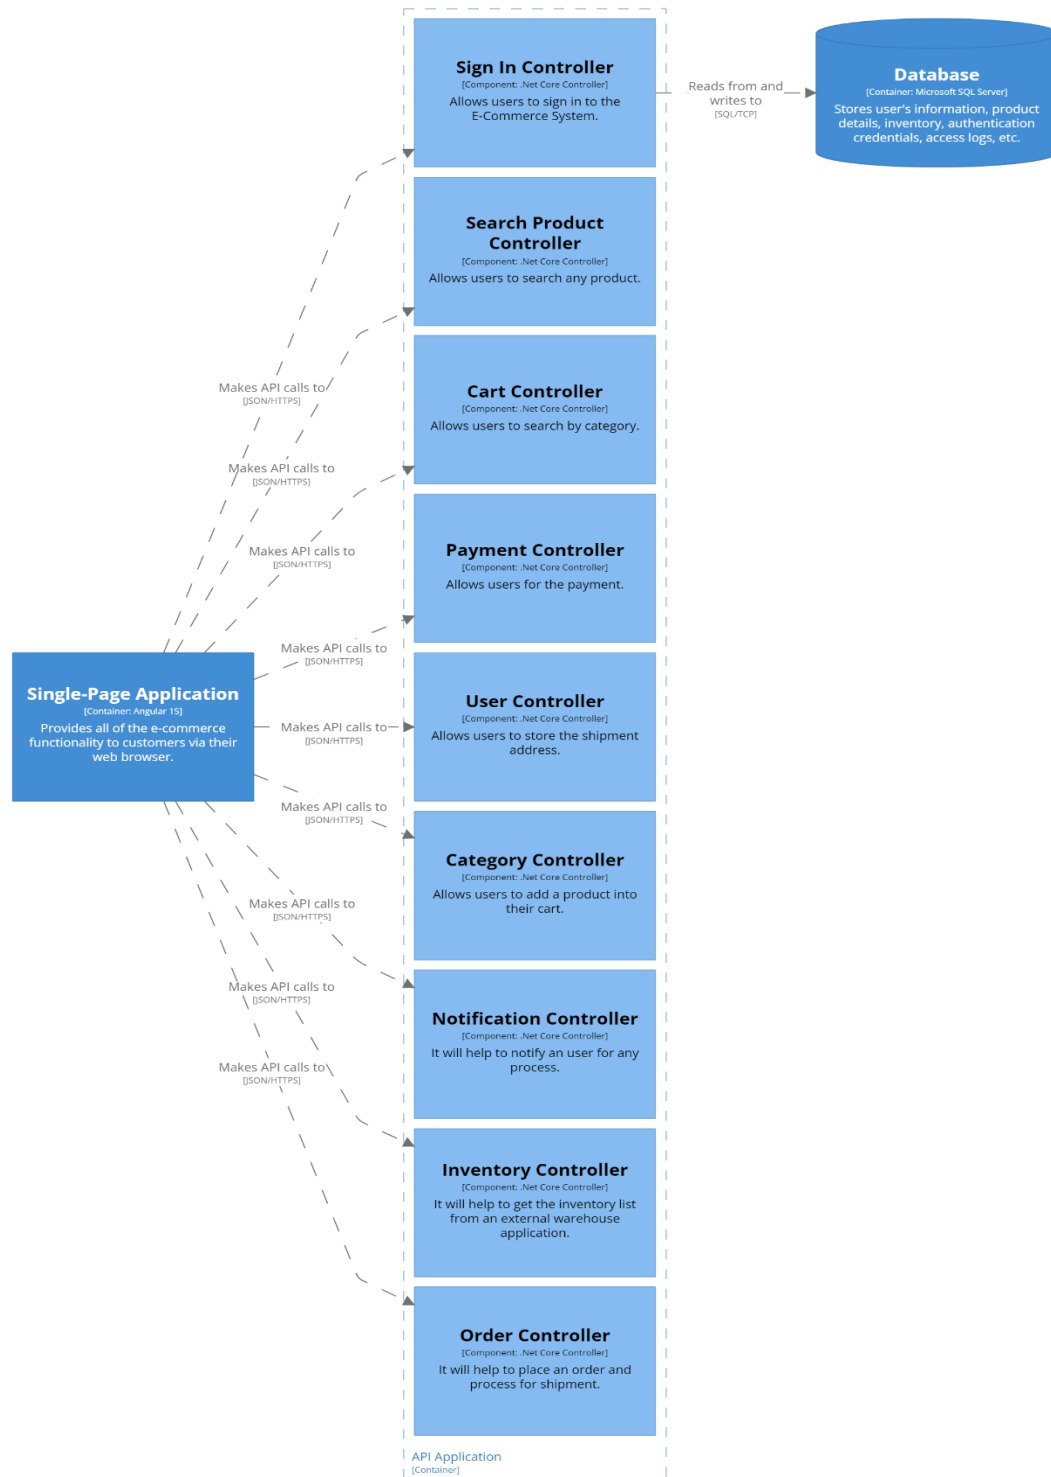 Sign In Controller
[Component: .Net Core Controller]
Allows users to sign in to the
E-Commerce System.
Reads from and
writes to
[SQL/TCP]
Database
[Container: Microsoft SQL Server]
Stores user's information, product
details, inventory, authentication
credentials, access logs, etc.
Search Product
Controller
[Component: .Net Core Controller]
Allows users to search any product.
Makes API calls to
[JSON/HTTPS]
Cart Controller
[Component: .Net Core Controller]
Allows users to search by category.
Makes API calls to
[JSON/HTTPS]
Makes API calls to
[JSON/HTTPS]
Payment Controller
[Component: .Net Core Controller]
Allows users for the payment.
Makes API calls to
[JSON/HTTPS]
Single-Page Application
[Container: Angular 15]
Provides all of the e-commerce
functionality to customers via their
web browser.
Makes API calls to
[JSON/HTTPS]
User Controller
[Component: .Net Core Controller]
Allows users to store the shipment
address.
Makes API calls to
[JSON/HTTPS]
Category Controller
[Component: .Net Core Controller]
Allows users to add a product into
their cart.
Makes API calls to
[JSON/HTTPS]
Notification Controller
[Component: .Net Core Controller]
It will help to notify an user for any
process.
Makes API calls to
[JSON/HTTPS]
Makes API calls to
[JSON/HTTPS]
Inventory Controller
[Component: .Net Core Controller]
It will help to get the inventory list
from an external warehouse
application.
Order Controller
[Component: .Net Core Controller]
It will help to place an order and
process for shipment.
API Application
[Container]